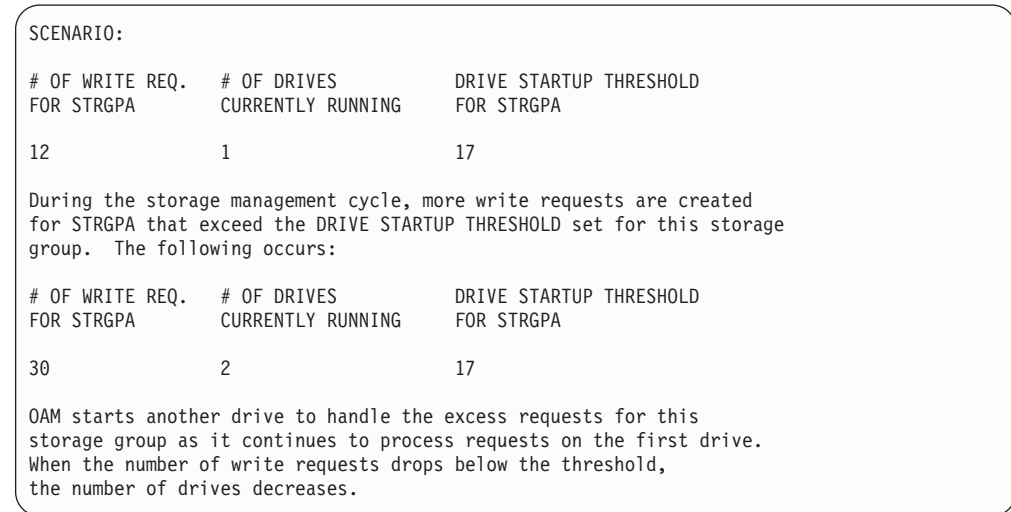 SCENARIO:
# OF WRITE REQ. # OF DRIVES DRIVE STARTUP THRESHOLD
FOR STRGPA CURRENTLY RUNNING FOR STRGPA
12 1 17
During the storage management cycle, more write requests are created
for STRGPA that exceed the DRIVE STARTUP THRESHOLD set for this storage
group. The following occurs:
# OF WRITE REQ. # OF DRIVES DRIVE STARTUP THRESHOLD
FOR STRGPA CURRENTLY RUNNING FOR STRGPA
30 2 17
OAM starts another drive to handle the excess requests for this
storage group as it continues to process requests on the first drive.
When the number of write requests drops below the threshold,
the number of drives decreases.